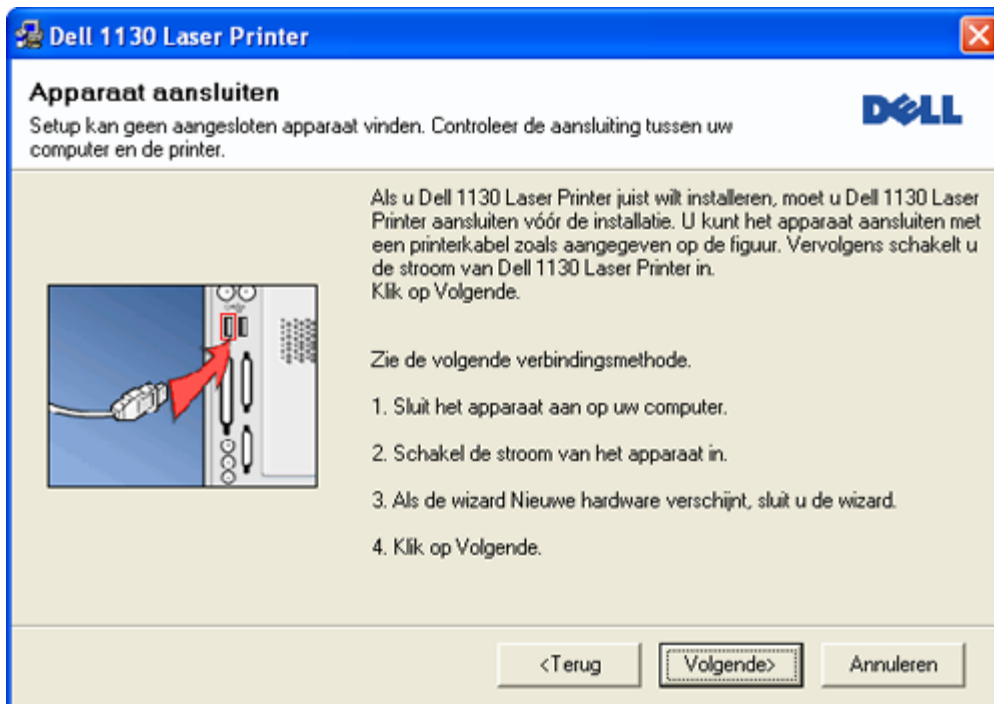 Dell 1130 Laser Printer
Apparaat aansluiten
Setup kan geen aangesloten apparaat vinden. Controleer de aansluiting tussen uw
computer en de printer.
DELL
Als u Dell 1130 Laser Printer juist wilt installeren, moet u Dell 1130 Laser
Printer aansluiten vóór de installatie. U kunt het apparaat aansluiten met
een printerkabel zoals aangegeven op de figuur. Vervolgens schakelt u
de stroom van Dell 1130 Laser Printer in.
Klik op Volgende.
Zie de volgende verbindingsmethode.
1. Sluit het apparaat aan op uw computer.
2. Schakel de stroom van het apparaat in.
3. Als de wizard Nieuwe hardware verschijnt, sluit u de wizard.
4. Klik op Volgende.
<Terug
Volgende>
Annuleren